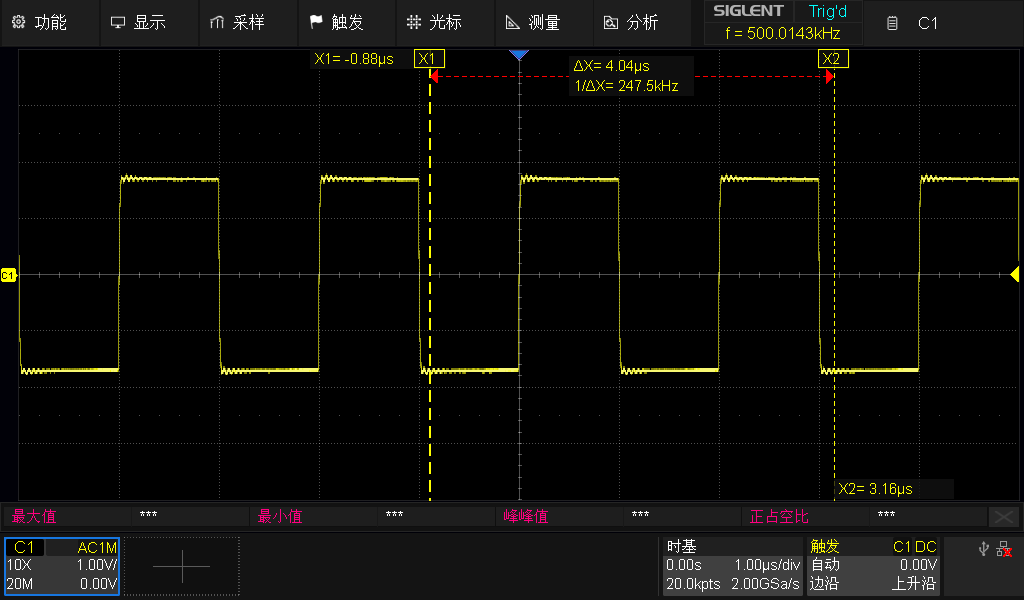 功能 显示 采样 触发 光标 测量 分析 SIGLENT Trig'd C1
f = 500.0143kHz
X1= -0.88µs X1 X2
ΔX= 4.04µs
1/ΔX= 247.5kHz
C1
X2= 3.16µs
最大值 *** 最小值 *** 峰峰值 *** 正占空比 ***
C1 AC1M 时基 触发 C1 DC
10X 1.00V/ 0.00s 1.00µs/div 自动 0.00V
20M 0.00V 20.0kpts 2.00GSa/s 边沿 上升沿